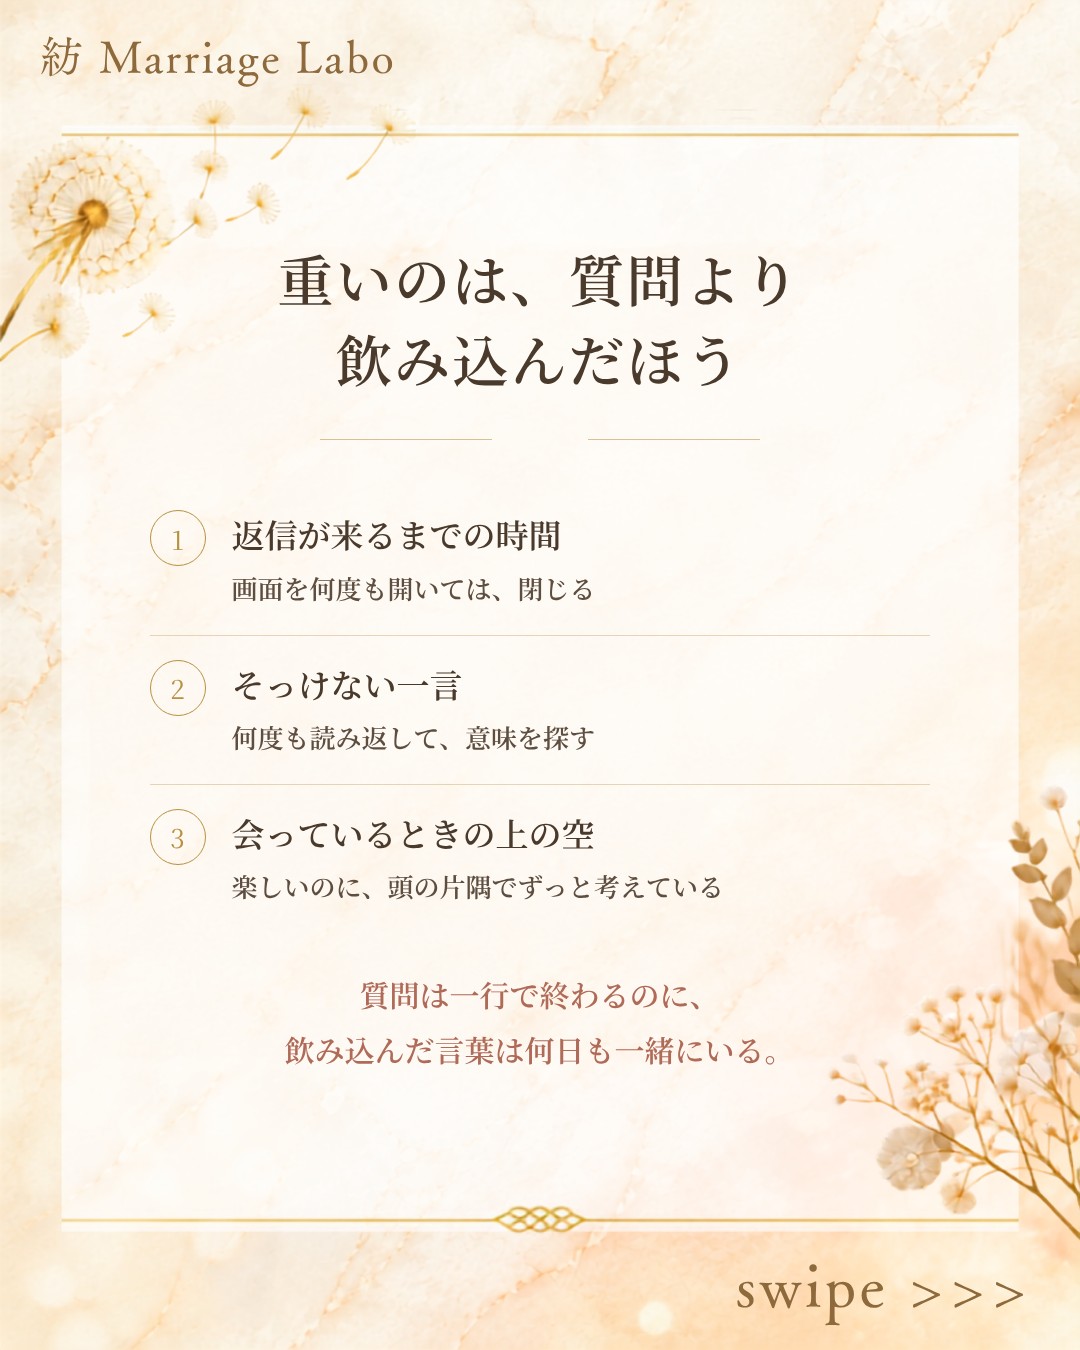 紡 Marriage Labo
重いのは、質問より
飲み込んだほう
1 返信が来るまでの時間
画面を何度も開いては、閉じる
2 そっけない一言
何度も読み返して、意味を探す
3 会っているときの上の空
楽しいのに、頭の片隅でずっと考えている
質問は一行で終わるのに、
飲み込んだ言葉は何日も一緒にいる。
swipe >>>